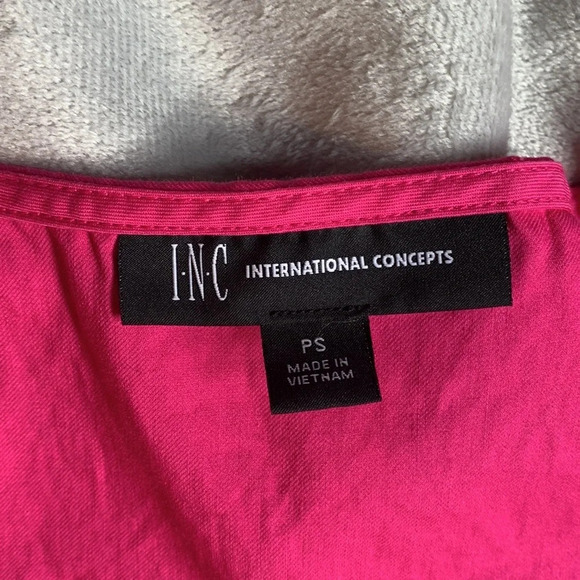 I·N·C INTERNATIONAL CONCEPTS
PS
MADE IN
VIETNAM